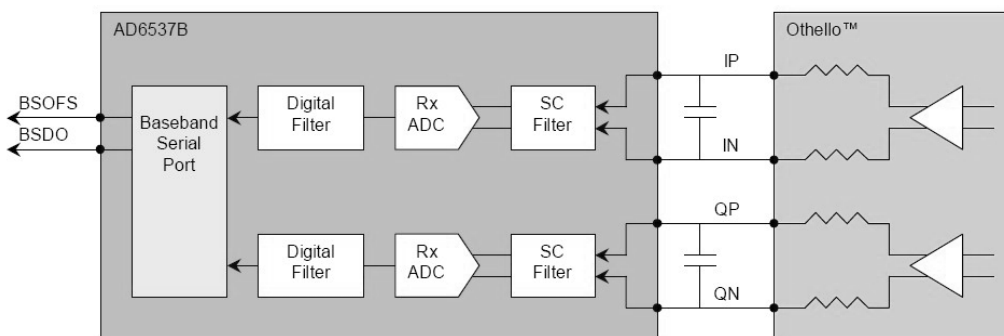 AD6537B
Othello™
BSOFS
BSDO
Baseband
Serial
Port
Digital
Filter
Rx
ADC
SC
Filter
IP
IN
Digital
Filter
Rx
ADC
SC
Filter
QP
QN